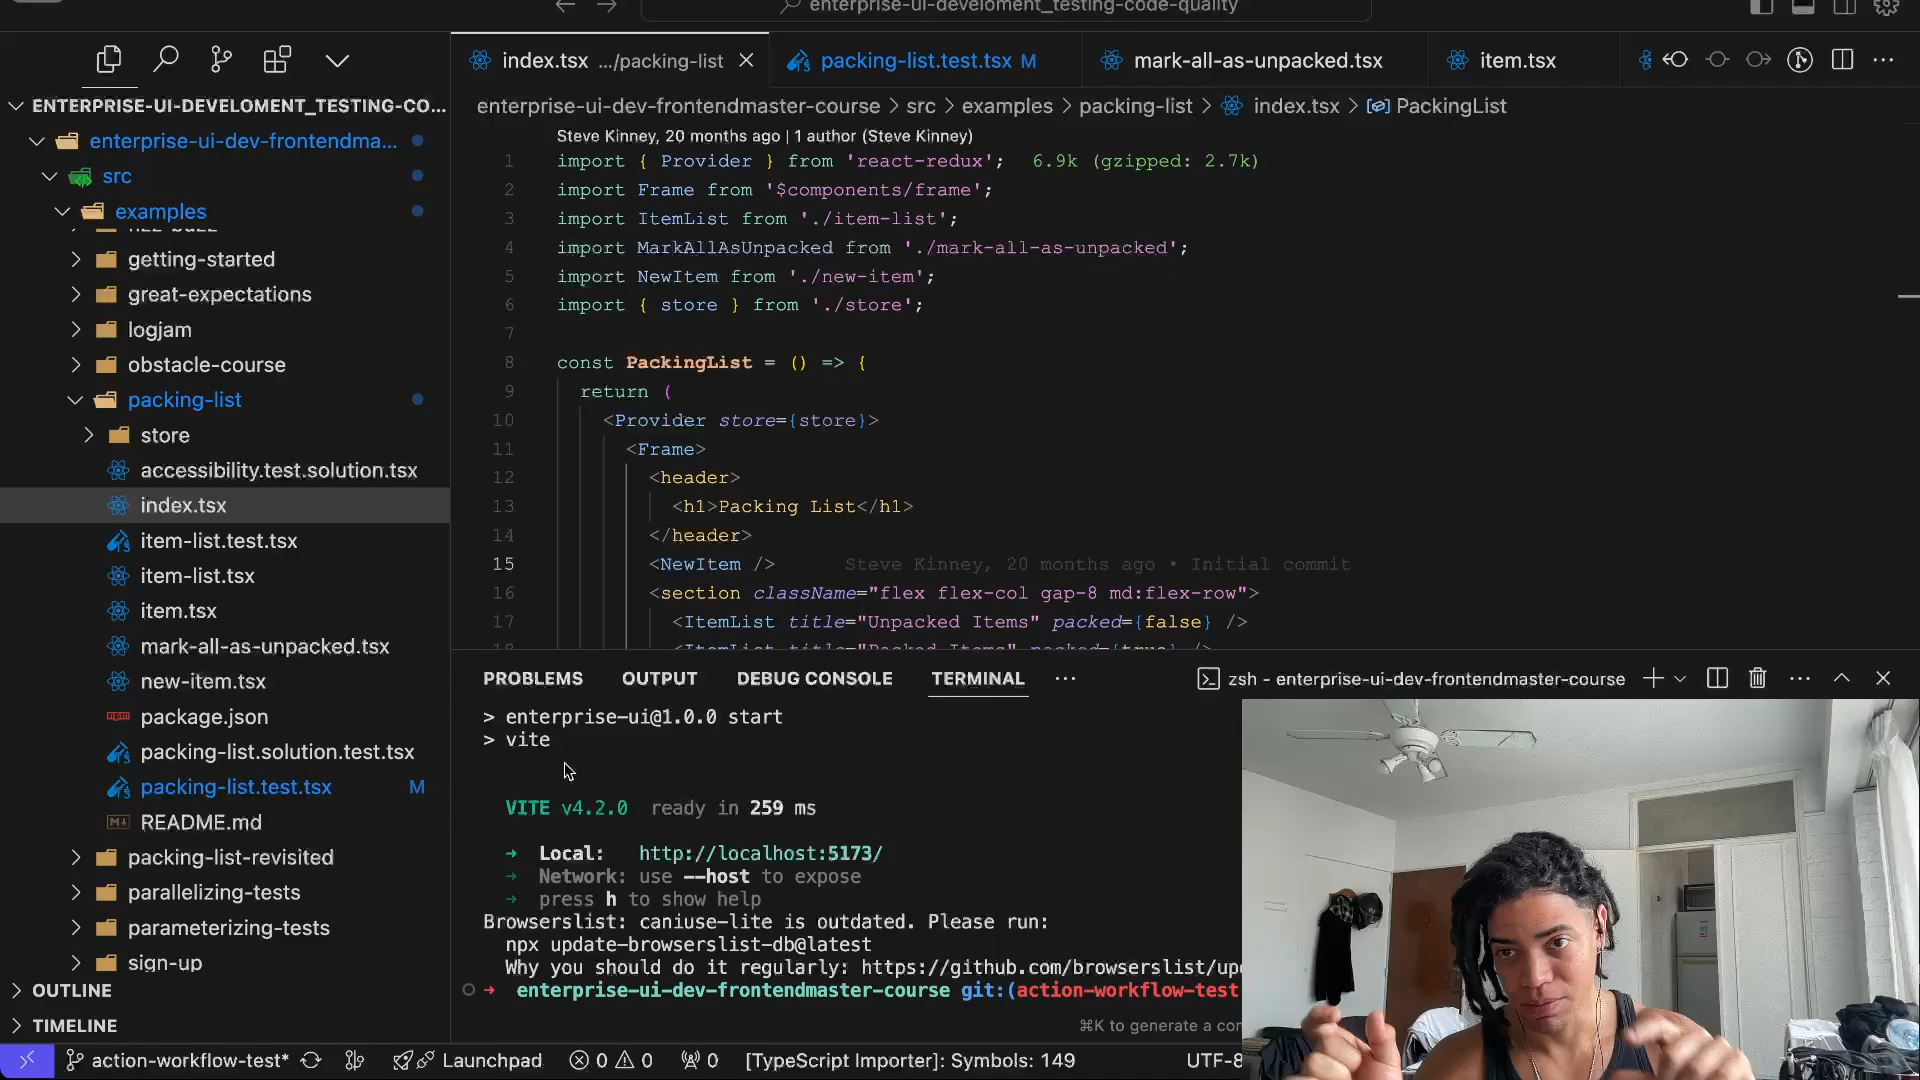 enterprise-ui-develoment_testing-code-quality
index.tsx .../packing-list
packing-list.test.tsx M
mark-all-as-unpacked.tsx
item.tsx
ENTERPRISE-UI-DEVELOMENT_TESTING-CO...
enterprise-ui-dev-frontendma...
src
examples
getting-started
great-expectations
logjam
obstacle-course
packing-list
store
accessibility.test.solution.tsx
index.tsx
item-list.test.tsx
item-list.tsx
item.tsx
mark-all-as-unpacked.tsx
new-item.tsx
package.json
packing-list.solution.test.tsx
packing-list.test.tsx M
README.md
packing-list-revisited
parallelizing-tests
parameterizing-tests
sign-up
OUTLINE
TIMELINE
enterprise-ui-dev-frontendmaster-course > src > examples > packing-list > index.tsx > PackingList
Steve Kinney, 20 months ago | 1 author (Steve Kinney)
1 import { Provider } from 'react-redux'; 6.9k (gzipped: 2.7k)
2 import Frame from '$components/frame';
3 import ItemList from './item-list';
4 import MarkAllAsUnpacked from './mark-all-as-unpacked';
5 import NewItem from './new-item';
6 import { store } from './store';
7
8 const PackingList = () => {
9 return (
10 <Provider store={store}>
11 <Frame>
12 <header>
13 <h1>Packing List</h1>
14 </header>
15 <NewItem /> Steve Kinney, 20 months ago • Initial commit
16 <section className="flex flex-col gap-8 md:flex-row">
17 <ItemList title="Unpacked Items" packed={false} />
18 <ItemList title="Packed Items" packed={true} />
PROBLEMS OUTPUT DEBUG CONSOLE TERMINAL ···
zsh - enterprise-ui-dev-frontendmaster-course
> enterprise-ui@1.0.0 start
> vite
VITE v4.2.0 ready in 259 ms
➜ Local: http://localhost:5173/
➜ Network: use --host to expose
➜ press h to show help
Browserslist: caniuse-lite is outdated. Please run:
npx update-browserslist-db@latest
Why you should do it regularly: https://github.com/browserslist/up
➜ enterprise-ui-dev-frontendmaster-course git:(action-workflow-test
⌘K to generate a co
action-workflow-test* Launchpad 0 0 0 [TypeScript Importer]: Symbols: 149 UTF-8